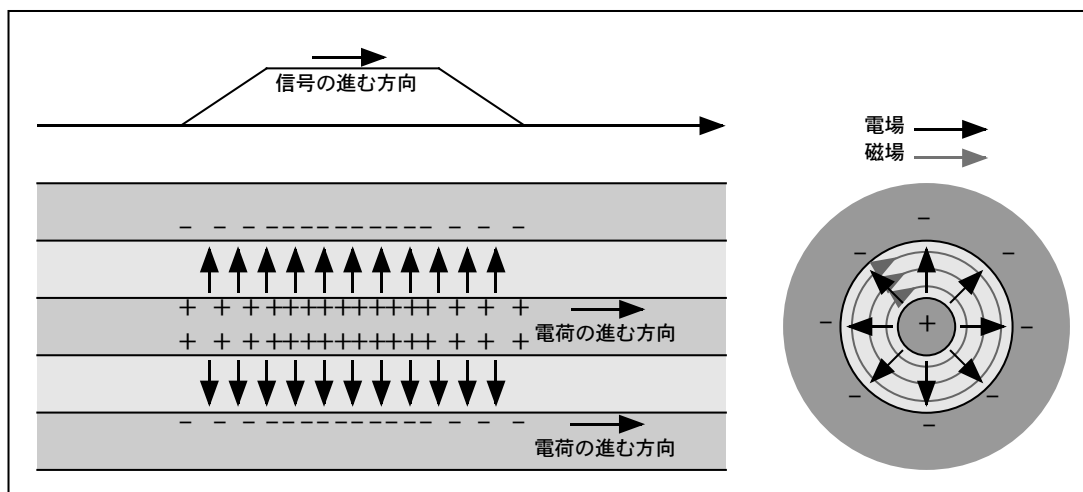 信号の進む方向
電場
磁場
− − − − − − − − − − − − − − − −
+ + + + + + + + + + + + + + + +
電荷の進む方向
+ + + + + + + + + + + + + + + +
− − − − − − − − − − − − − − − −
電荷の進む方向
−
− −
− + −
− −
−